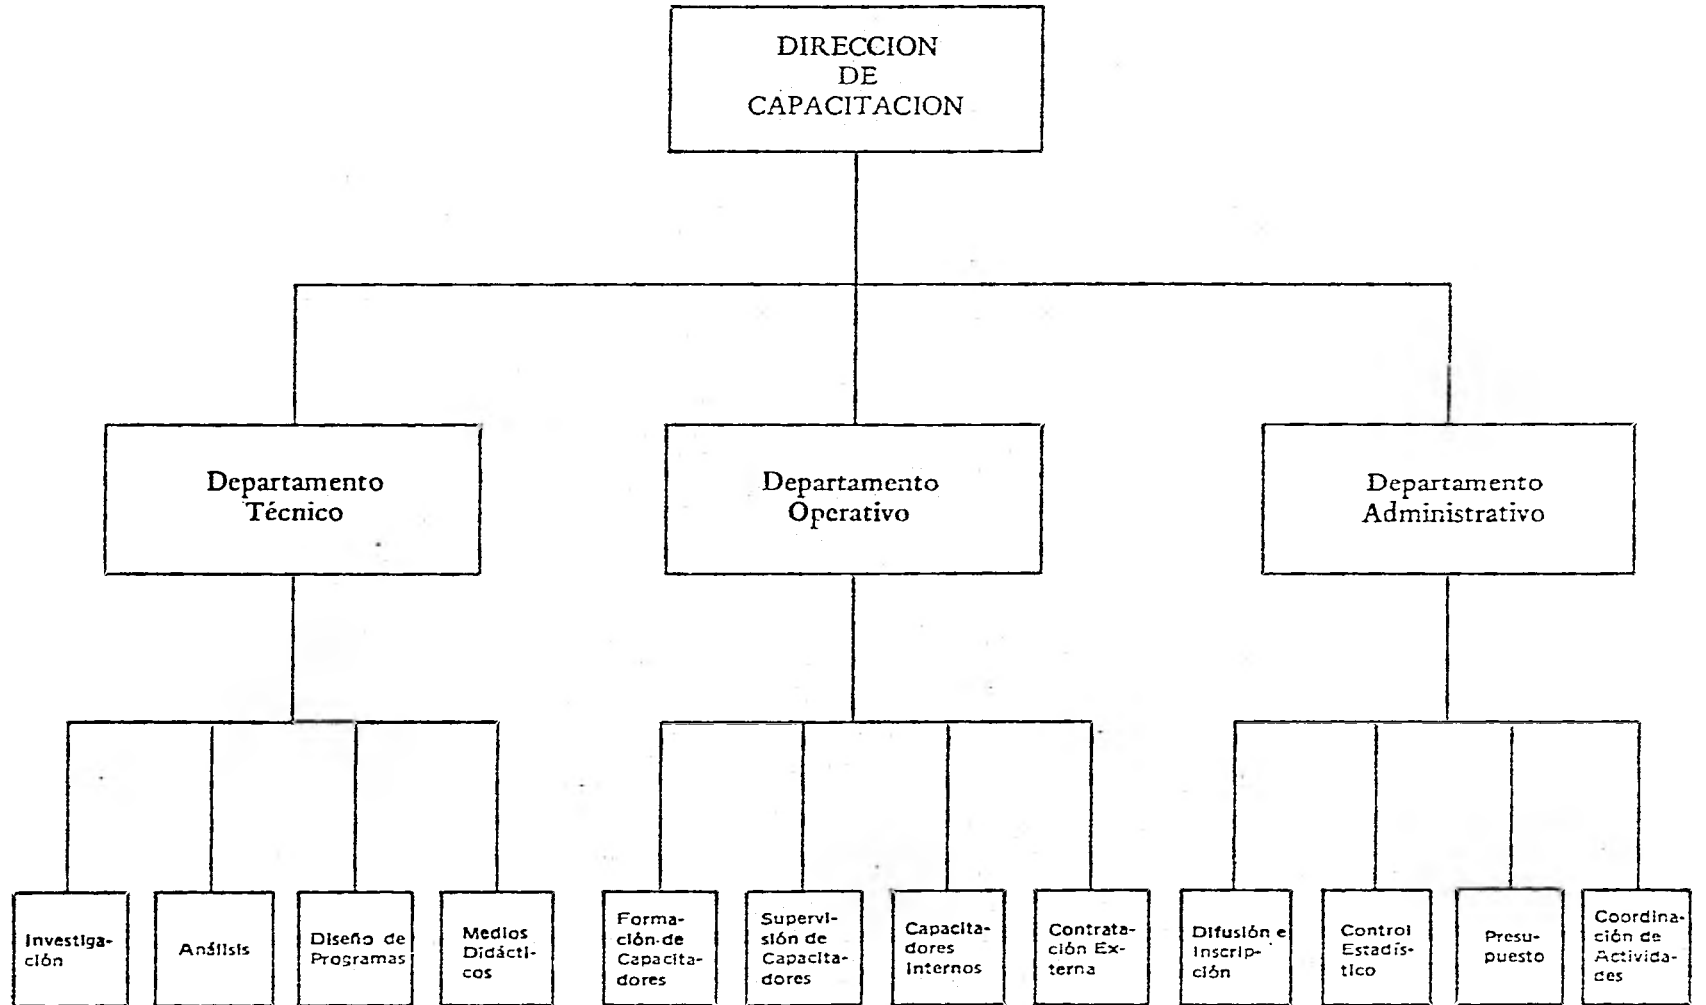 DIRECCION
DE
CAPACITACION
Departamento
Técnico
Departamento
Operativo
Departamento
Administrativo
Investiga-
ción
Análisis
Diseño de
Programas
Medios
Didácti-
cos
Forma-
ción de
Capacita-
dores
Supervi-
sión de
Capacita-
dores
Capacita-
dores
Internos
Contrata-
ción Ex-
terna
Difusión e
Inscrip-
ción
Control
Estadís-
tico
Presu-
puesto
Coordina-
ción de
Activida-
des